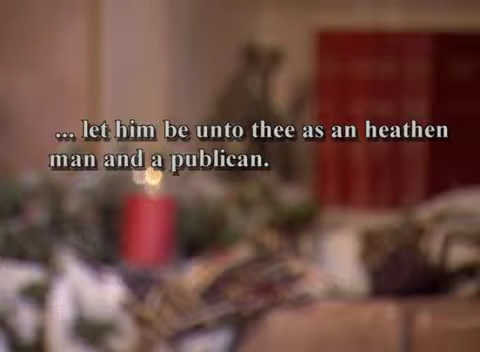 ... let him be unto thee as an heathen
man and a publican.